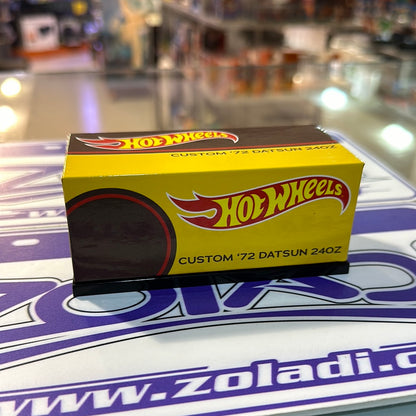 HOT WHEELS
CUSTOM '72 DATSUN 240Z
HOT WHEELS
CUSTOM '72 DATSUN 240Z
www.zoladi.c